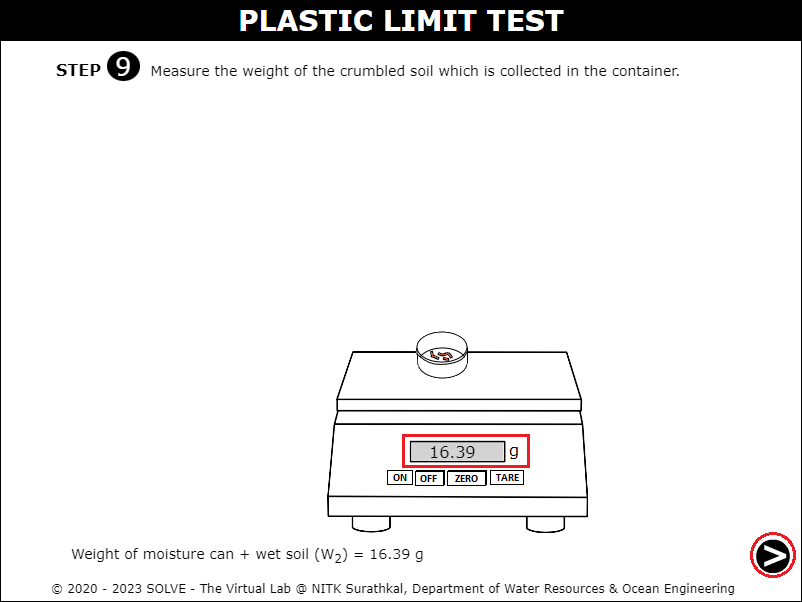 PLASTIC LIMIT TEST
STEP 9 Measure the weight of the crumbled soil which is collected in the container.
16.39 g
ON OFF ZERO TARE
Weight of moisture can + wet soil (W2) = 16.39 g
>
© 2020 - 2023 SOLVE - The Virtual Lab @ NITK Surathkal, Department of Water Resources & Ocean Engineering